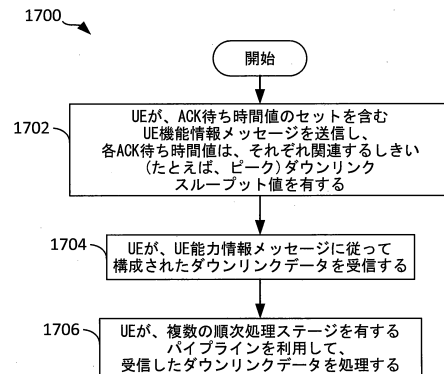 1700
開始
1702
UEが、ACK待ち時間値のセットを含む
UE機能情報メッセージを送信し、
各ACK待ち時間値は、それぞれ関連するしきい
(たとえば、ピーク)ダウンリンク
スループット値を有する
1704
UEが、UE能力情報メッセージに従って
構成されたダウンリンクデータを受信する
1706
UEが、複数の順次処理ステージを有する
パイプラインを利用して、
受信したダウンリンクデータを処理する